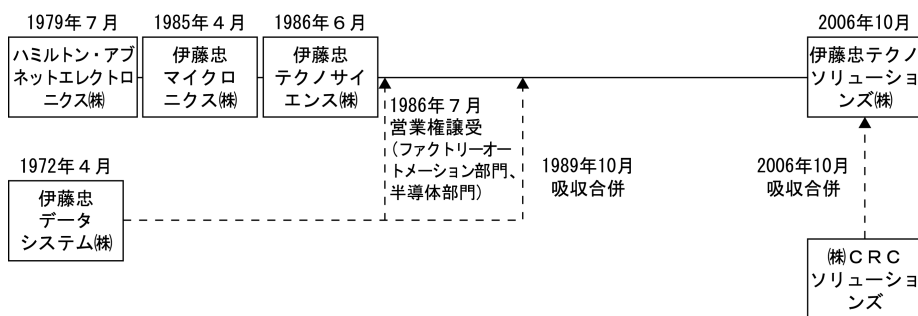 1979年7月
ハミルトン・アブ
ネットエレクトロ
ニクス㈱
1985年4月
伊藤忠
マイクロ
ニクス㈱
1986年6月
伊藤忠
テクノサイ
エンス㈱
2006年10月
伊藤忠テクノ
ソリューショ
ンズ㈱
1986年7月
営業権譲受
(ファクトリーオー
トメーション部門、
半導体部門)
1989年10月
吸収合併
2006年10月
吸収合併
1972年4月
伊藤忠
データ
システム㈱
㈱CRC
ソリューショ
ンズ